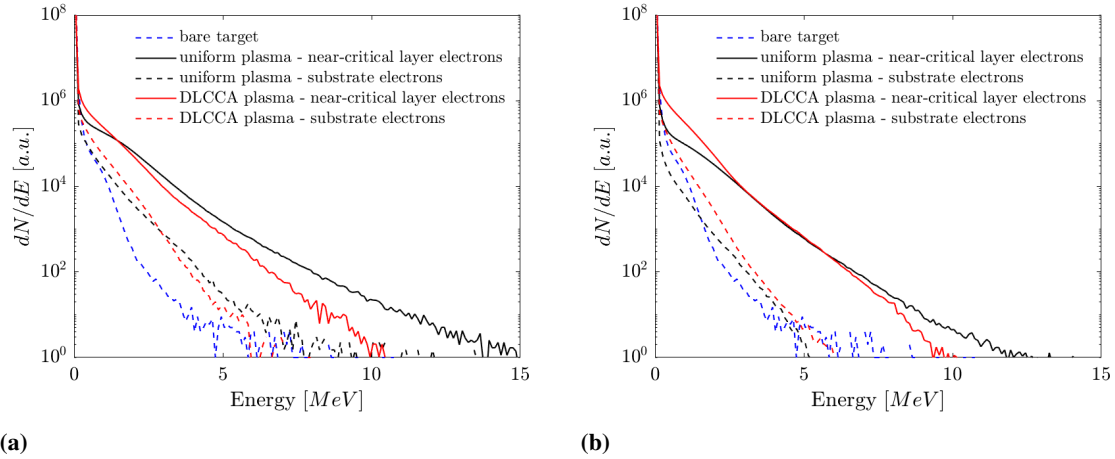 10^8
10^6
10^4
10^2
10^0
dN/dE [a.u.]
bare target
uniform plasma - near-critical layer electrons
uniform plasma - substrate electrons
DLCCA plasma - near-critical layer electrons
DLCCA plasma - substrate electrons
0 5 10 15
Energy [MeV]
(a)
10^8
10^6
10^4
10^2
10^0
dN/dE [a.u.]
bare target
uniform plasma - near-critical layer electrons
uniform plasma - substrate electrons
DLCCA plasma - near-critical layer electrons
DLCCA plasma - substrate electrons
0 5 10 15
Energy [MeV]
(b)